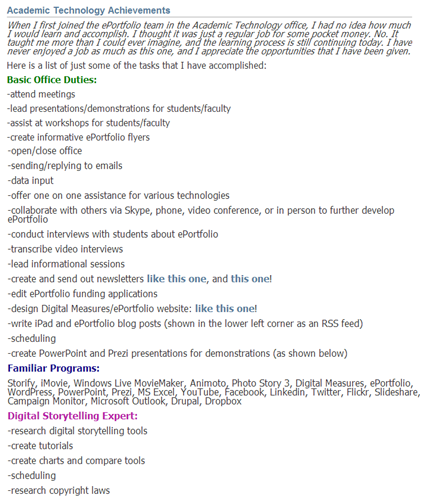 Academic Technology Achievements
When I first joined the ePortfolio team in the Academic Technology office, I had no idea how much
I would learn and accomplish. I thought it was just a regular job for some pocket money. No. It
taught me more than I could ever imagine, and the learning process is still continuing today. I have
never enjoyed a job as much as this one, and I appreciate the opportunities that I have been given.
Here is a list of just some of the tasks that I have accomplished:
Basic Office Duties:
-attend meetings
-lead presentations/demonstrations for students/faculty
-assist at workshops for students/faculty
-create informative ePortfolio flyers
-open/close office
-sending/replying to emails
-data input
-offer one on one assistance for various technologies
-collaborate with others via Skype, phone, video conference, or in person to further develop
ePortfolio
-conduct interviews with students about ePortfolio
-transcribe video interviews
-lead informational sessions
-create and send out newsletters like this one, and this one!
-edit ePortfolio funding applications
-design Digital Measures/ePortfolio website: like this one!
-write iPad and ePortfolio blog posts (shown in the lower left corner as an RSS feed)
-scheduling
-create PowerPoint and Prezi presentations for demonstrations (as shown below)
Familiar Programs:
Storify, iMovie, Windows Live MovieMaker, Animoto, Photo Story 3, Digital Measures, ePortfolio,
WordPress, PowerPoint, Prezi, MS Excel, YouTube, Facebook, Linkedin, Twitter, Flickr, Slideshare,
Campaign Monitor, Microsoft Outlook, Drupal, Dropbox
Digital Storytelling Expert:
-research digital storytelling tools
-create tutorials
-create charts and compare tools
-scheduling
-research copyright laws